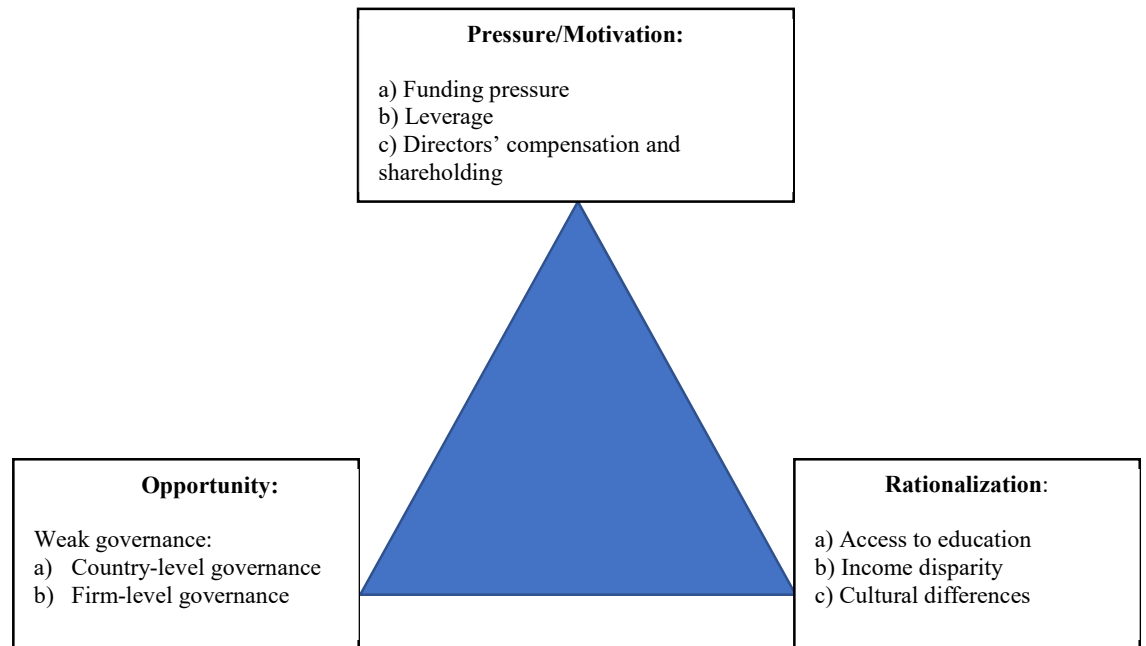 Pressure/Motivation:
a) Funding pressure
b) Leverage
c) Directors’ compensation and
shareholding
Opportunity:
Weak governance:
a) Country-level governance
b) Firm-level governance
Rationalization:
a) Access to education
b) Income disparity
c) Cultural differences